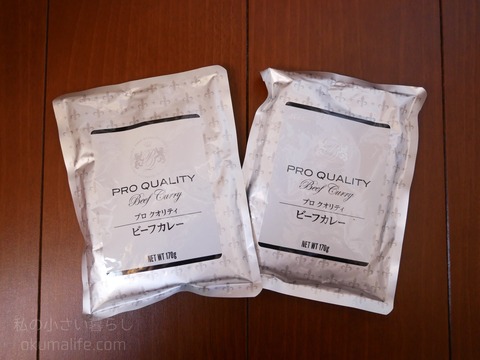 PRO QUALITY
Beef Curry
プロ クオリティ
ビーフカレー
NET WT 170g
PRO QUALITY
Beef Curry
プロ クオリティ
ビーフカレー
NET WT 170g
私の小さい暮らし
okumalife.com